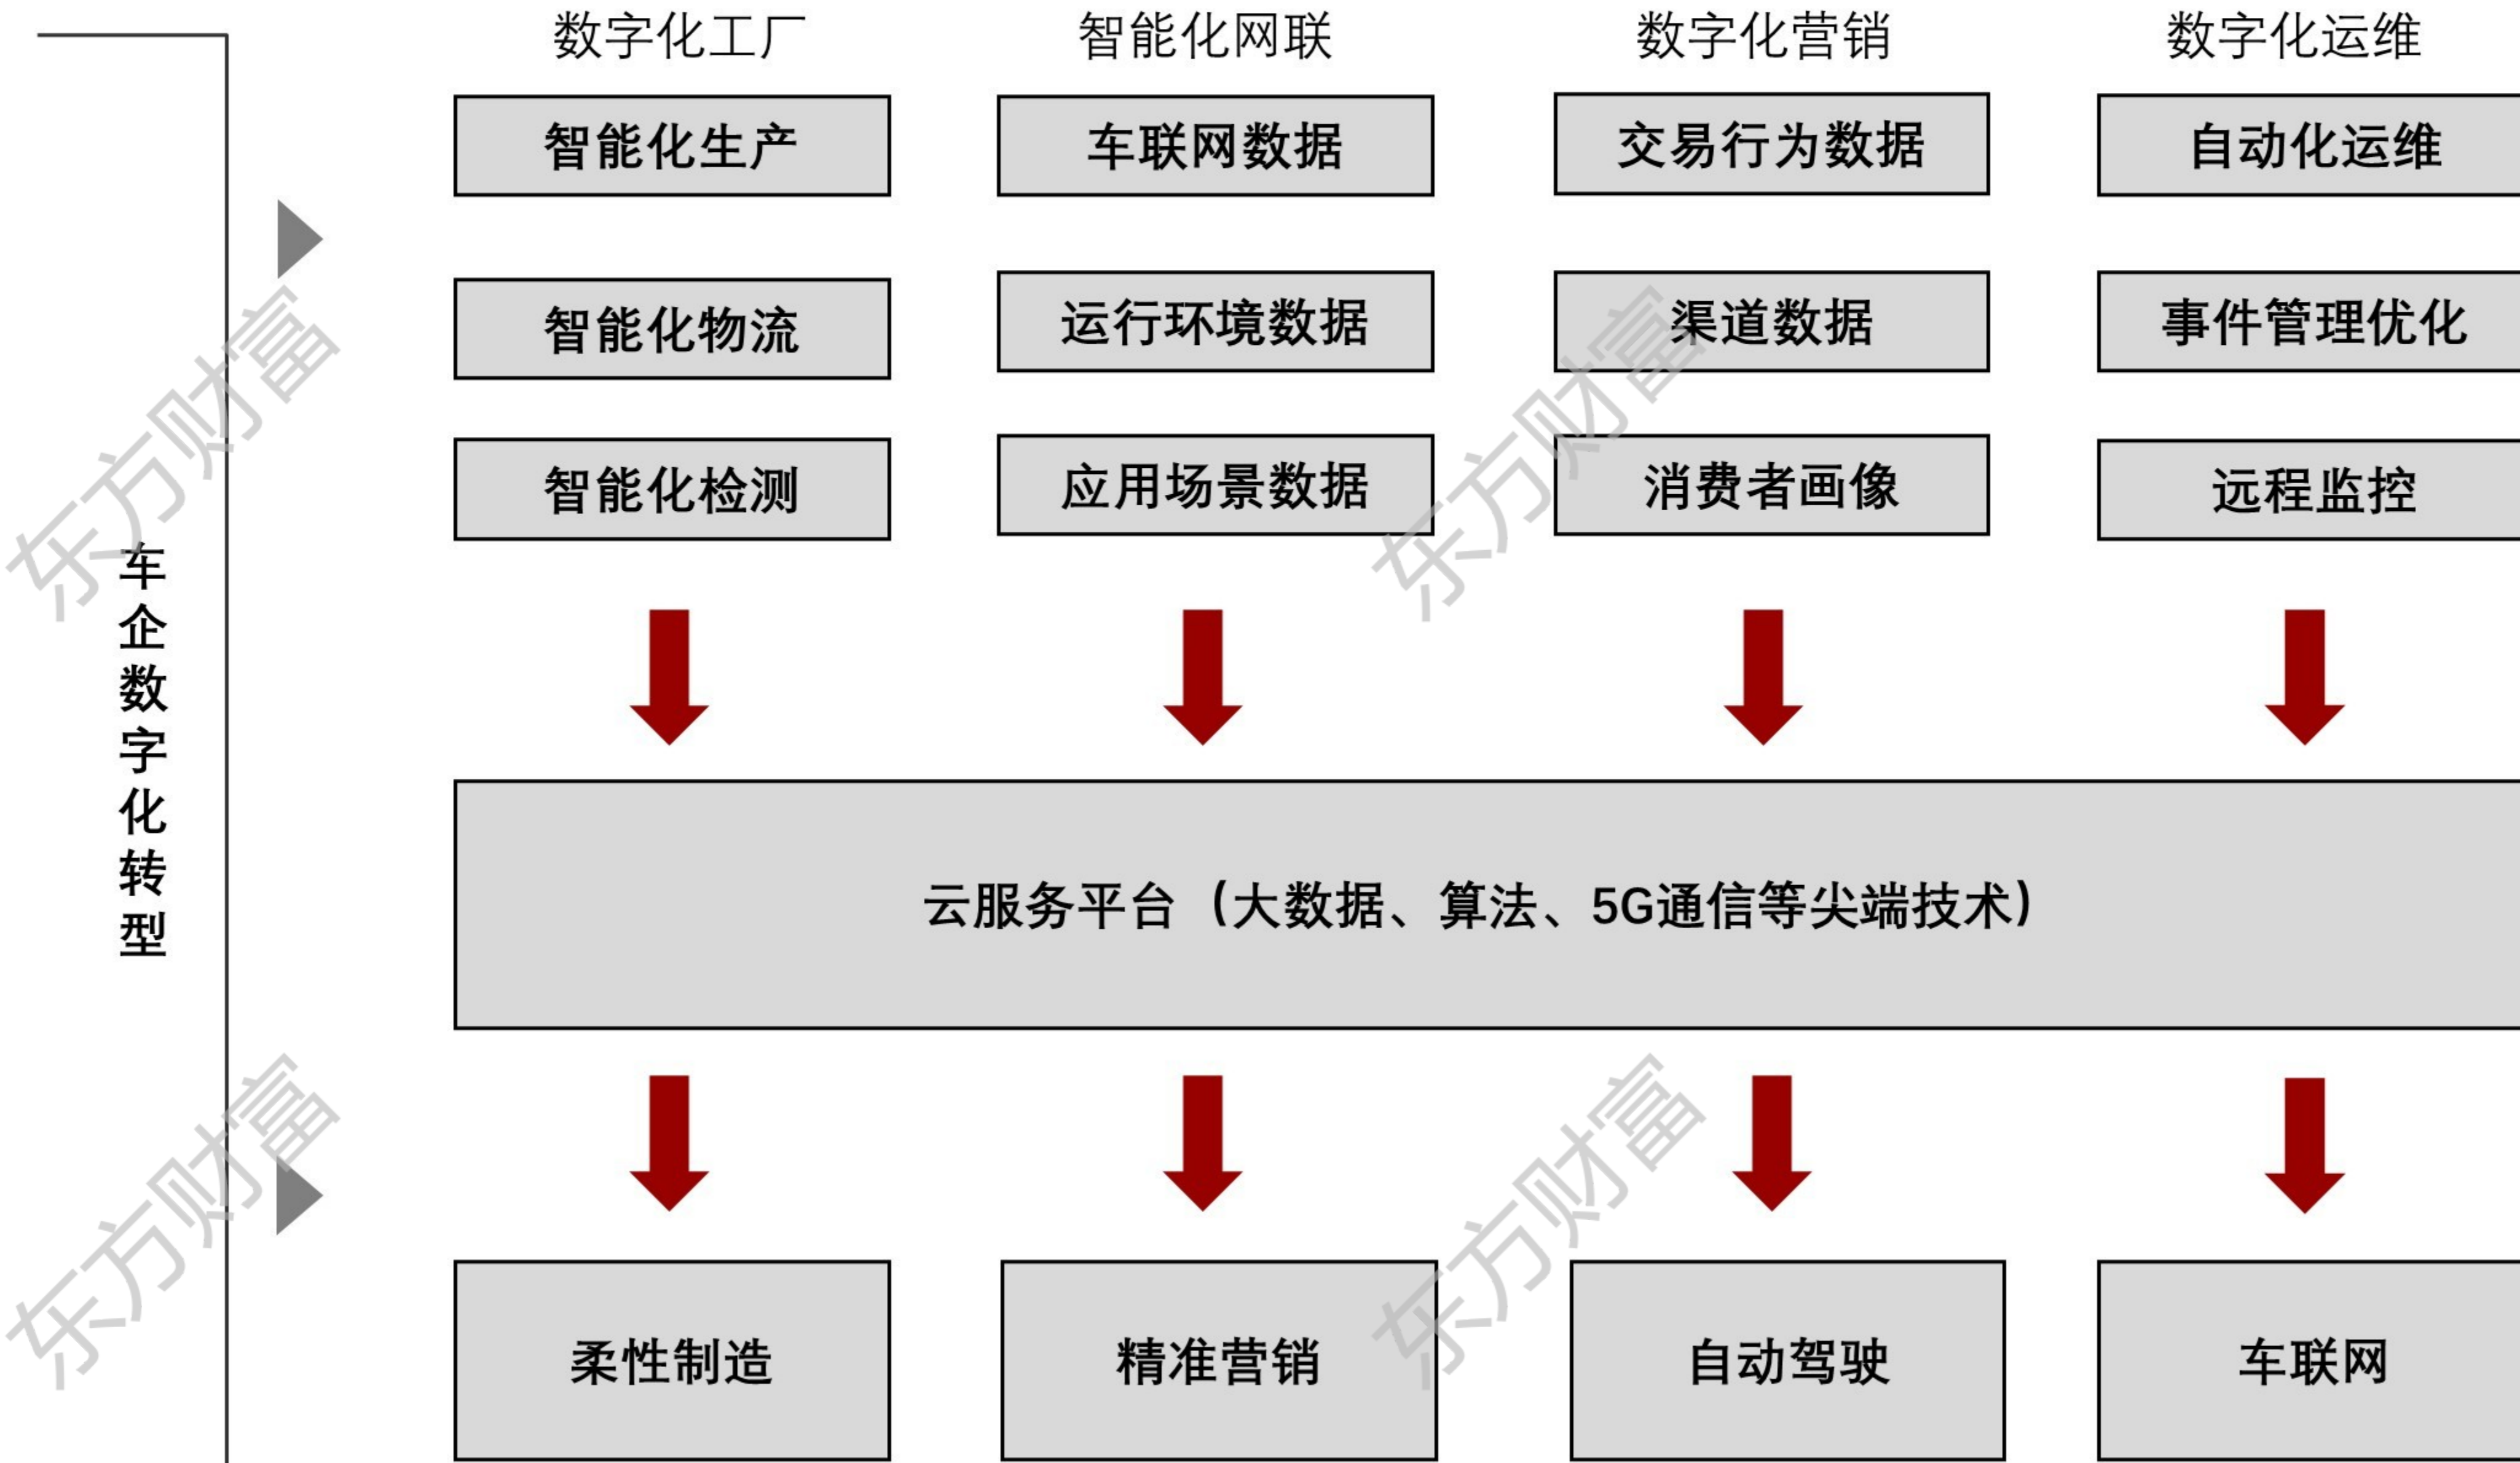 数字化工厂 智能化网联 数字化营销 数字化运维
智能化生产 车联网数据 交易行为数据 自动化运维
智能化物流 运行环境数据 渠道数据 事件管理优化
智能化检测 应用场景数据 消费者画像 远程监控
车企数字化转型
云服务平台（大数据、算法、5G通信等尖端技术）
柔性制造 精准营销 自动驾驶 车联网
东方财富
东方财富
东方财富
东方财富